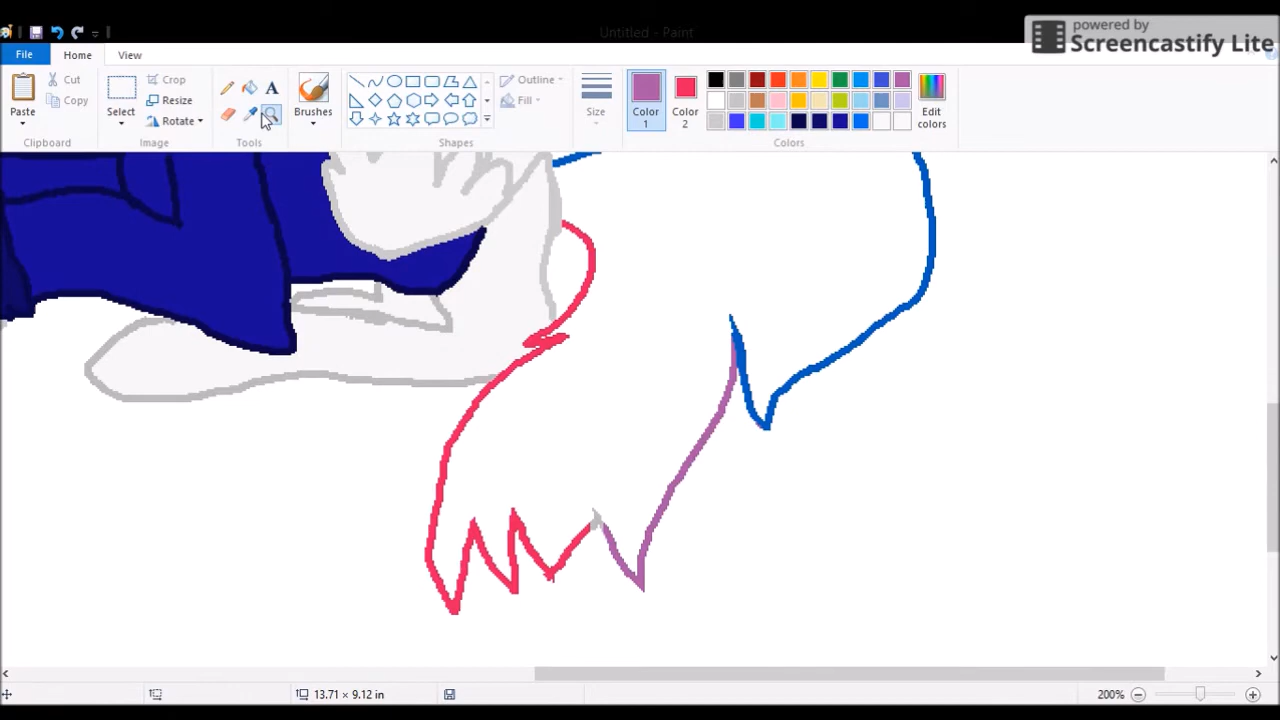 Untitled - Paint
powered by
Screencastify Lite
File Home View
Paste
Cut
Copy
Clipboard
Select
Crop
Resize
Rotate
Image
A
Tools
Brushes
Outline
Fill
Shapes
Size
Color 1
Color 2
Edit colors
Colors
13.71 × 9.12 in
200%